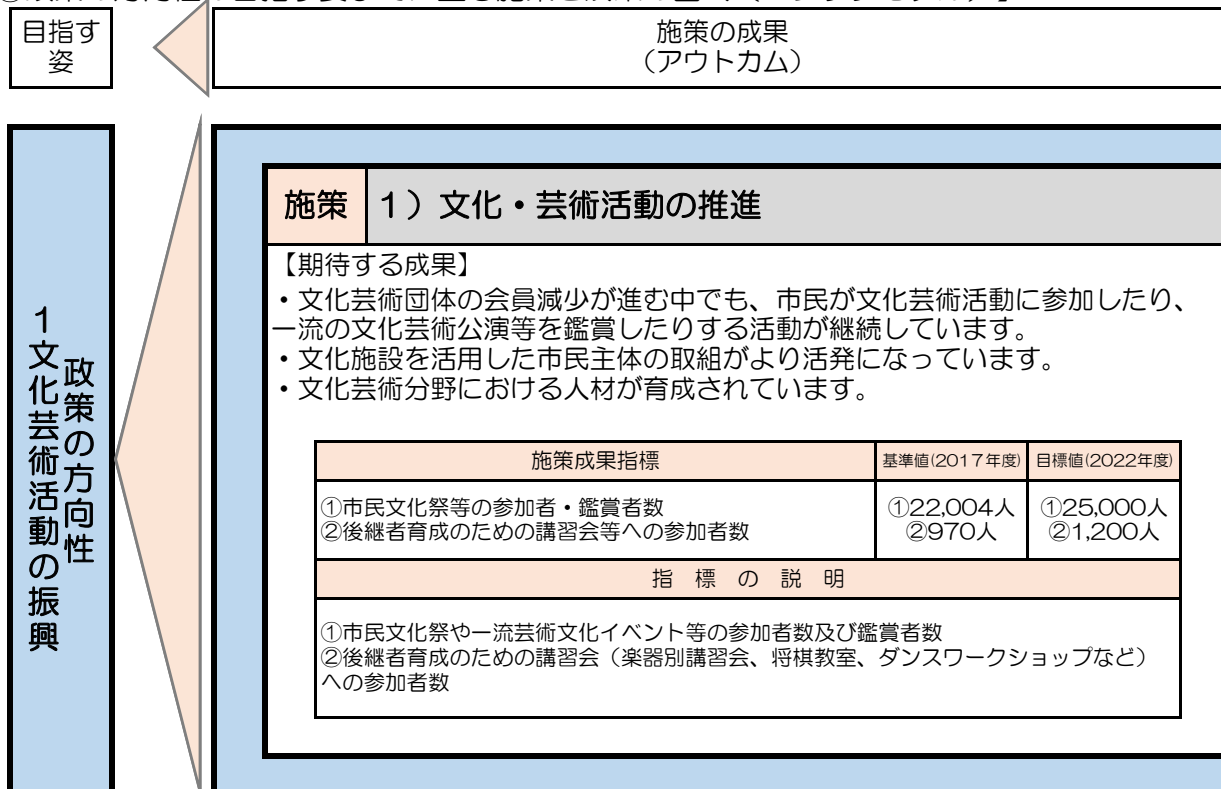 目指す
姿
施策の成果
（アウトカム）
政策の方向性
１文化芸術活動の振興
施策
１）文化・芸術活動の推進
【期待する成果】
・文化芸術団体の会員減少が進む中でも、市民が文化芸術活動に参加したり、
一流の文化芸術公演等を鑑賞したりする活動が継続しています。
・文化施設を活用した市民主体の取組がより活発になっています。
・文化芸術分野における人材が育成されています。
施策成果指標
基準値(2017年度)
目標値(2022年度)
①市民文化祭等の参加者・鑑賞者数
②後継者育成のための講習会等への参加者数
①22,004人
②970人
①25,000人
②1,200人
指　標　の　説　明
①市民文化祭や一流芸術文化イベント等の参加者数及び鑑賞者数
②後継者育成のための講習会（楽器別講習会、将棋教室、ダンスワークショップなど）
への参加者数